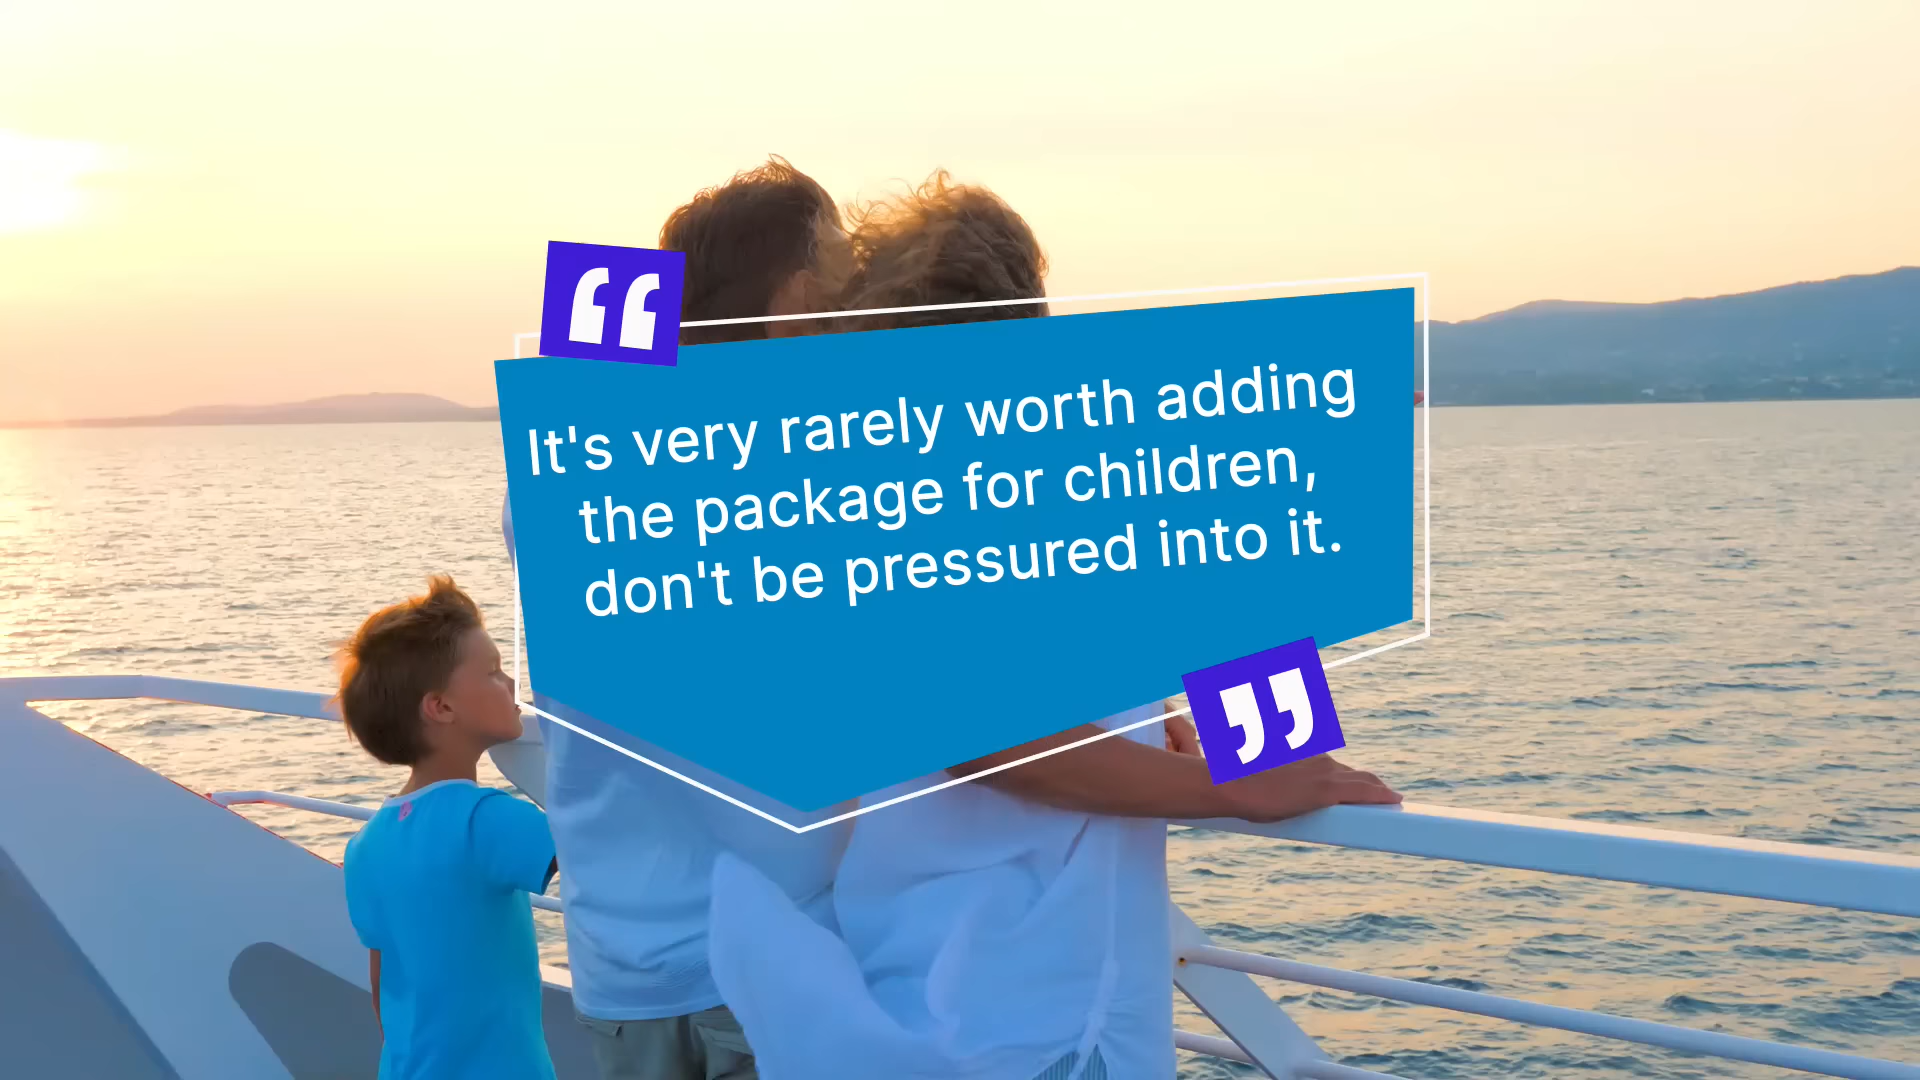 “
It's very rarely worth adding
the package for children,
don't be pressured into it.
”